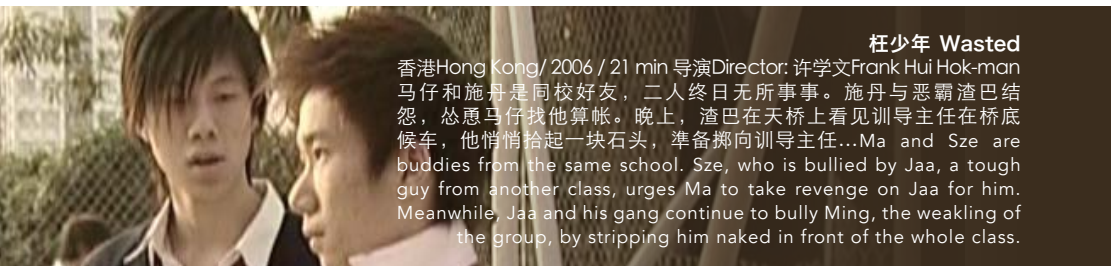 枉少年 Wasted
香港Hong Kong/ 2006 / 21 min 导演Director: 许学文Frank Hui Hok-man
马仔和施丹是同校好友，二人终日无所事事。施丹与恶霸渣巴结
怨，怂恿马仔找他算帐。晚上，渣巴在天桥上看见训导主任在桥底
候车，他悄悄拾起一块石头，準备掷向训导主任...Ma and Sze are
buddies from the same school. Sze, who is bullied by Jaa, a tough
guy from another class, urges Ma to take revenge on Jaa for him.
Meanwhile, Jaa and his gang continue to bully Ming, the weakling of
the group, by stripping him naked in front of the whole class.